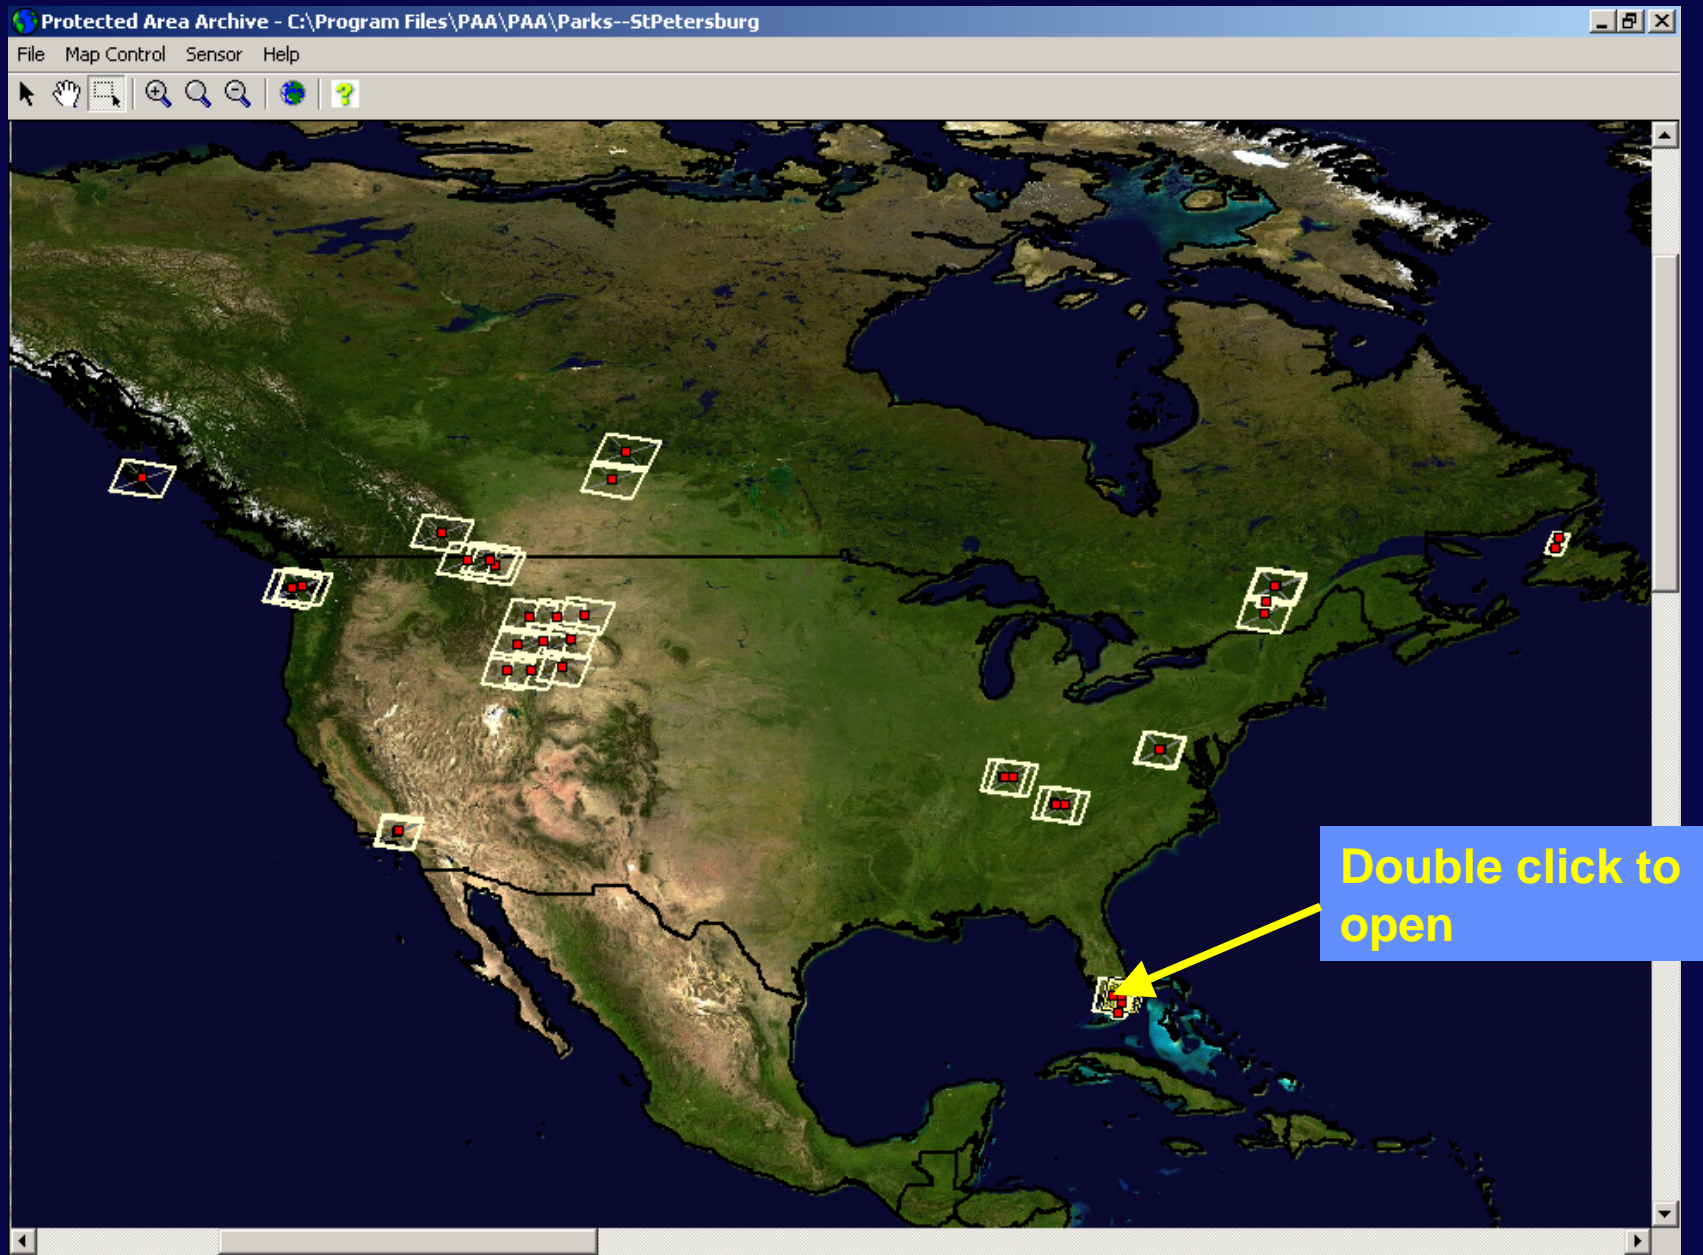 Protected Area Archive - C:\Program Files\PAA\PAA\Parks--StPetersburg
File Map Control Sensor Help
Double click to
open